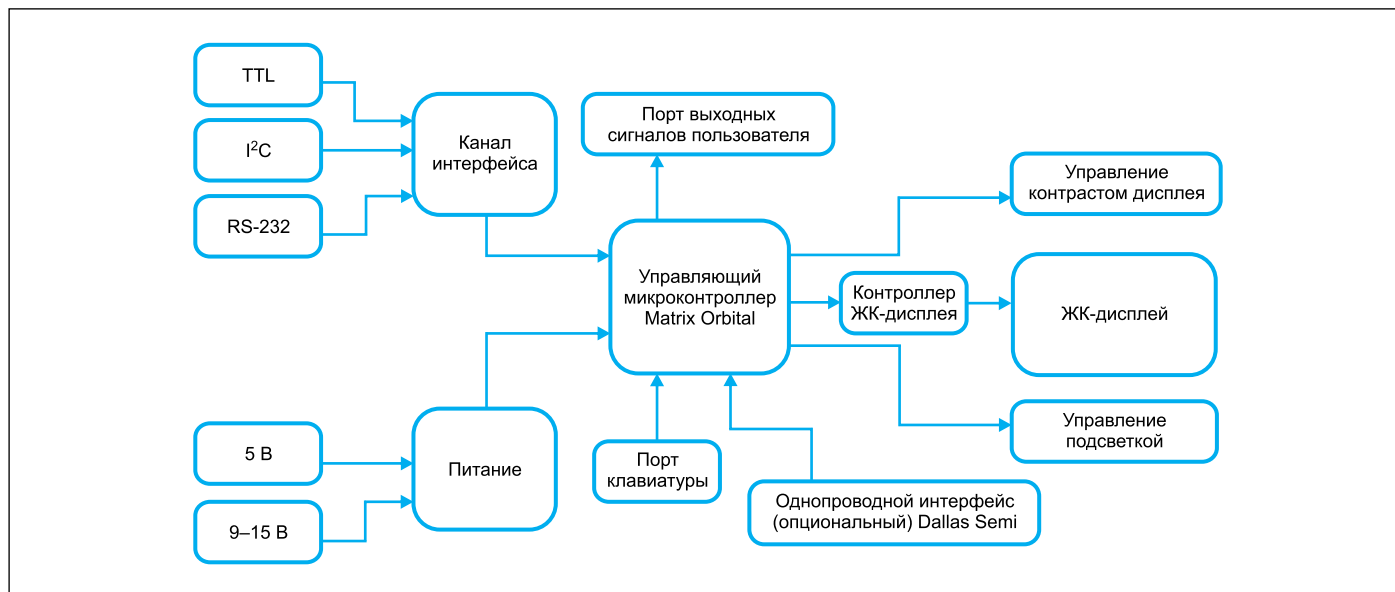 TTL
I²C
RS-232
Канал
интерфейса
Порт выходных
сигналов пользователя
Управление
контрастом дисплея
Управляющий
микроконтроллер
Matrix Orbital
Контроллер
ЖК-дисплея
ЖК-дисплей
Управление
подсветкой
5 В
9–15 В
Питание
Порт
клавиатуры
Однопроводной интерфейс
(опциональный) Dallas Semi